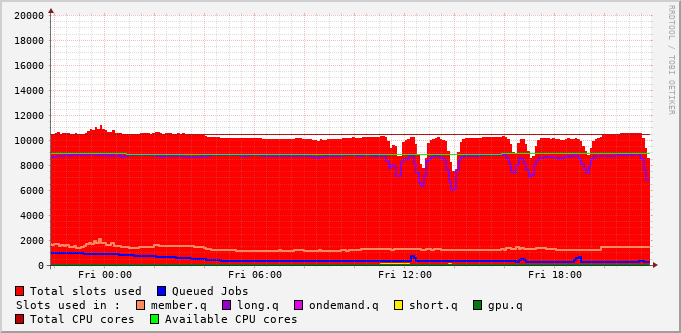 20000
18000
16000
14000
12000
10000
8000
6000
4000
2000
0
Fri 00:00 Fri 06:00 Fri 12:00 Fri 18:00
RRDTOOL / TOBI OETIKER
Total slots used Queued Jobs
Slots used in : member.q long.q ondemand.q short.q gpu.q
Total CPU cores Available CPU cores